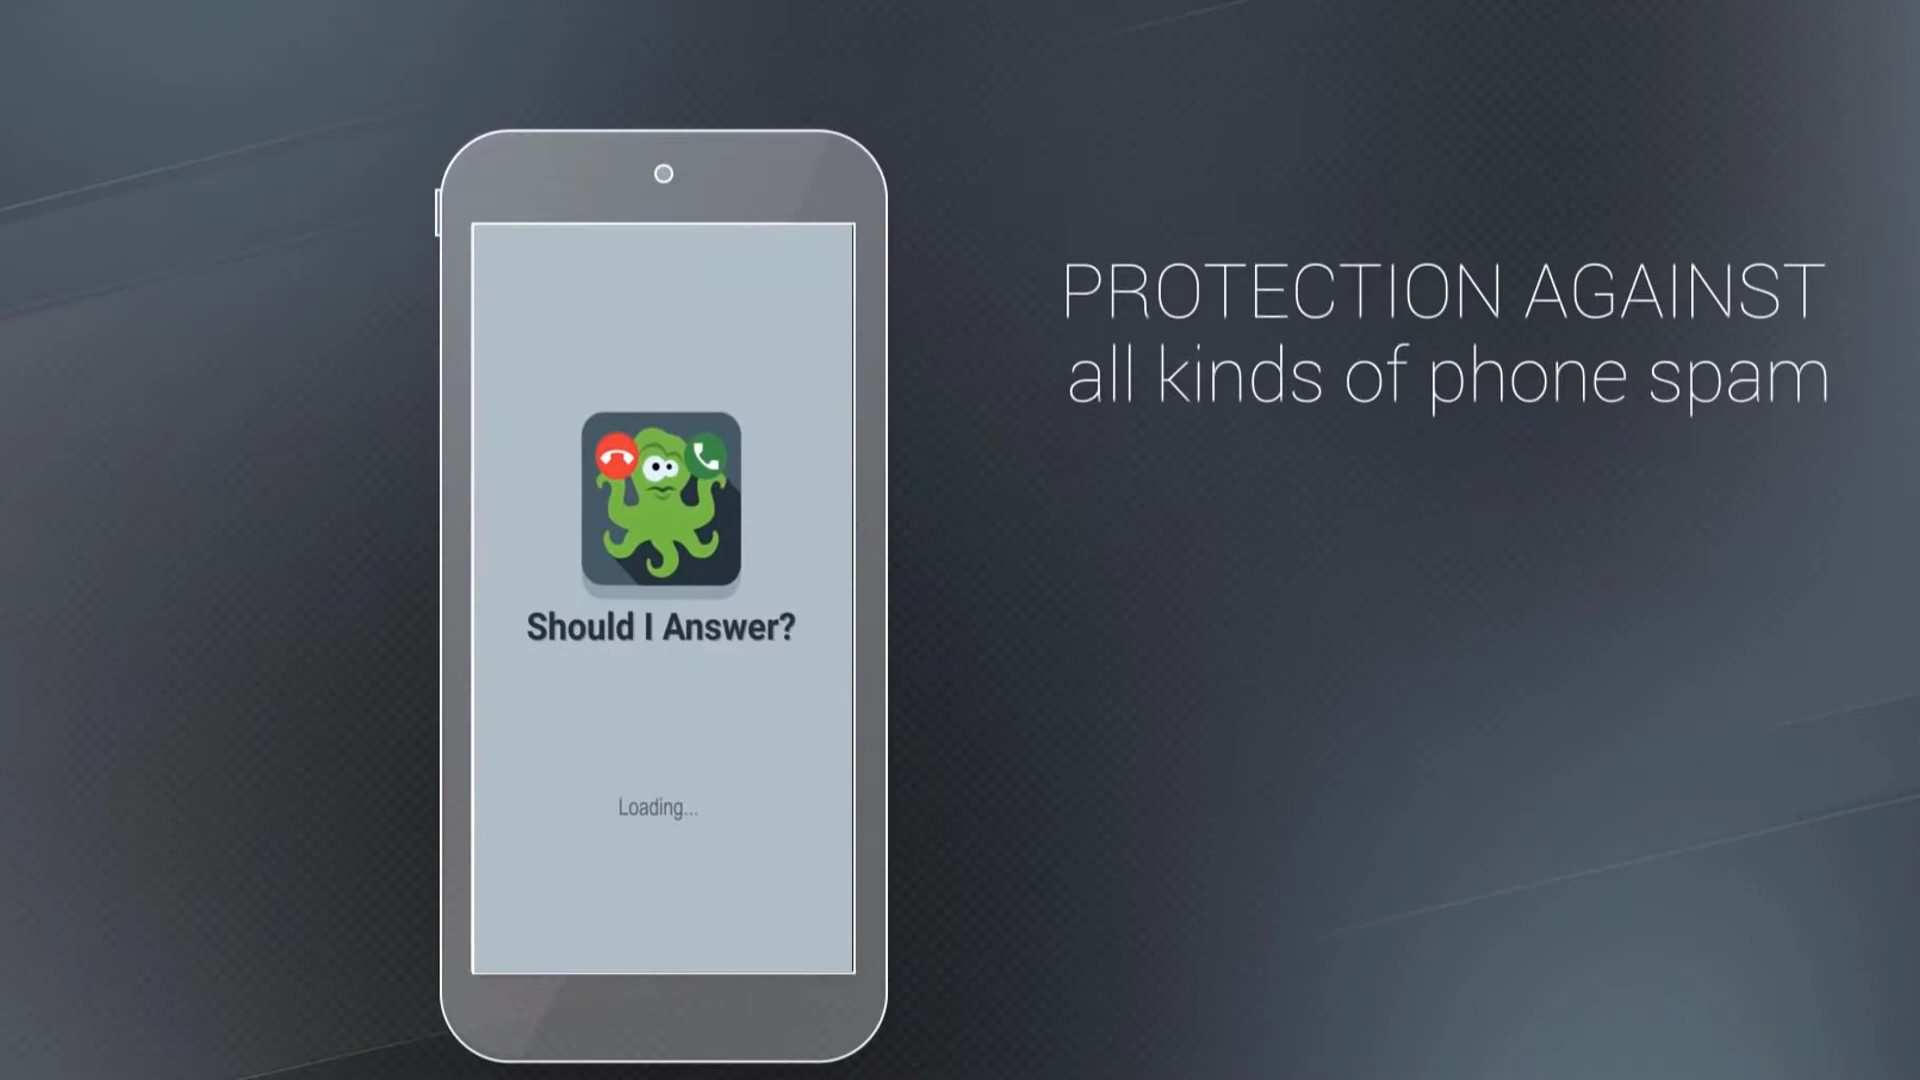 PROTECTION AGAINST
all kinds of phone spam
Should I Answer?
Loading...